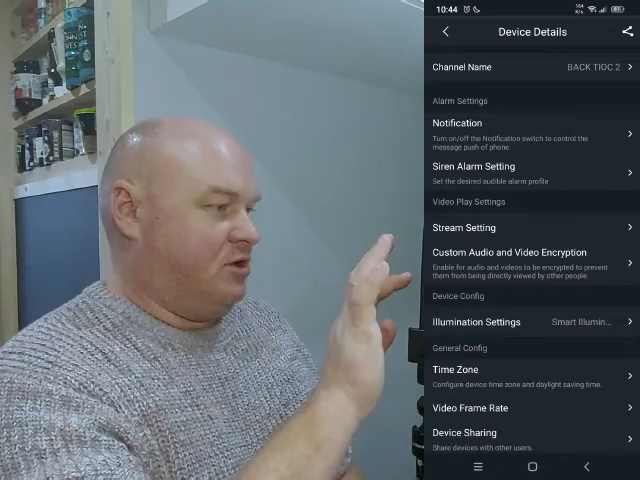 10:44
164
K/s
Device Details
Channel Name
BACK TIOC 2
Alarm Settings
Notification
Turn on/off the Notification switch to control the
message push of phone.
Siren Alarm Setting
Set the desired audible alarm profile
Video Play Settings
Stream Setting
Custom Audio and Video Encryption
Enable for audio and videos to be encrypted to prevent
them from being directly viewed by other people
Device Config
Illumination Settings
Smart Illumin...
General Config
Time Zone
Configure device time zone and daylight saving time.
Video Frame Rate
Device Sharing
Share devices with other users.